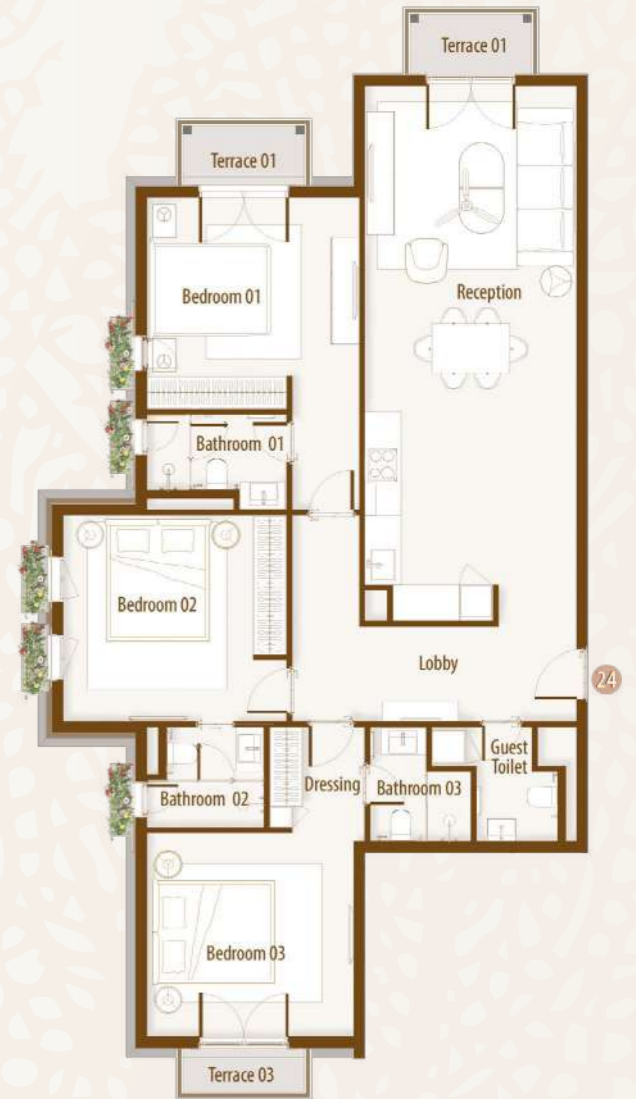 Terrace 01
Terrace 01
Bedroom 01
Reception
Bathroom 01
Bedroom 02
Lobby
24
Guest
Toilet
Dressing
Bathroom 03
Bathroom 02
Bedroom 03
Terrace 03